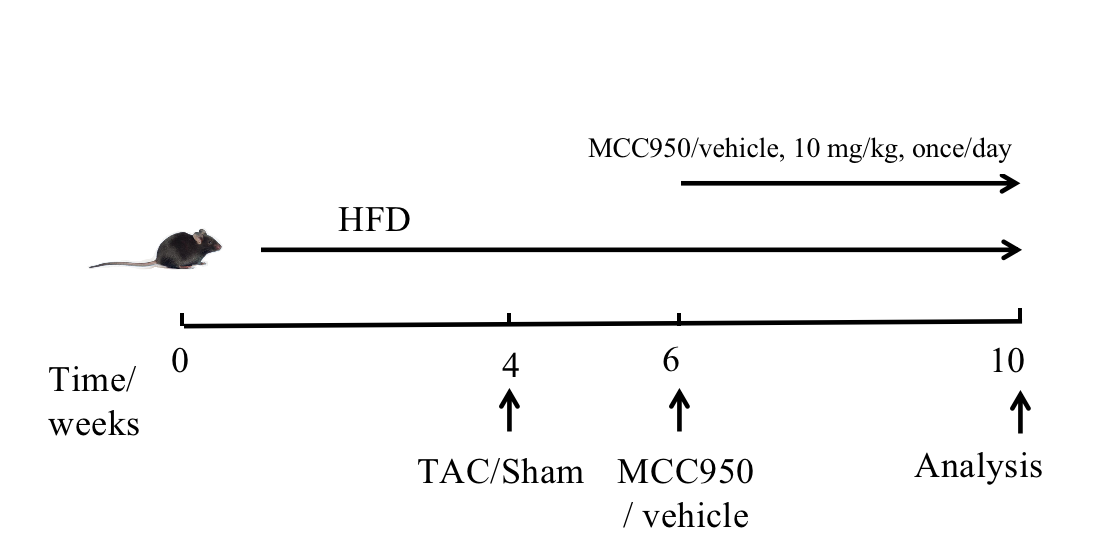 MCC950/vehicle, 10 mg/kg, once/day
HFD
0
4
6
10
Time/
weeks
TAC/Sham
MCC950
/ vehicle
Analysis